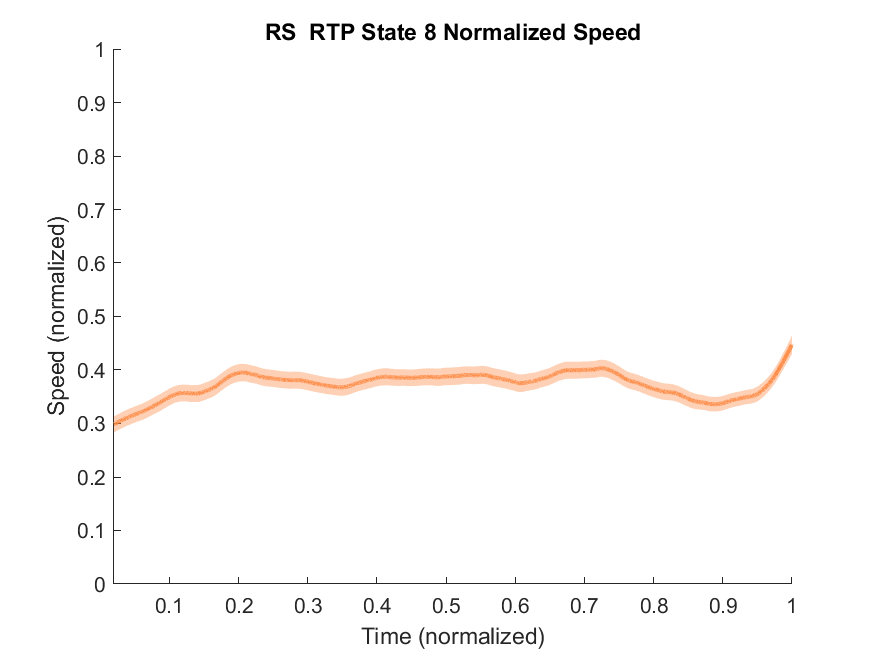 RS  RTP State 8 Normalized Speed
1
0.9
0.8
0.7
0.6
0.5
0.4
0.3
0.2
0.1
0
Speed (normalized)
0.1 0.2 0.3 0.4 0.5 0.6 0.7 0.8 0.9 1
Time (normalized)